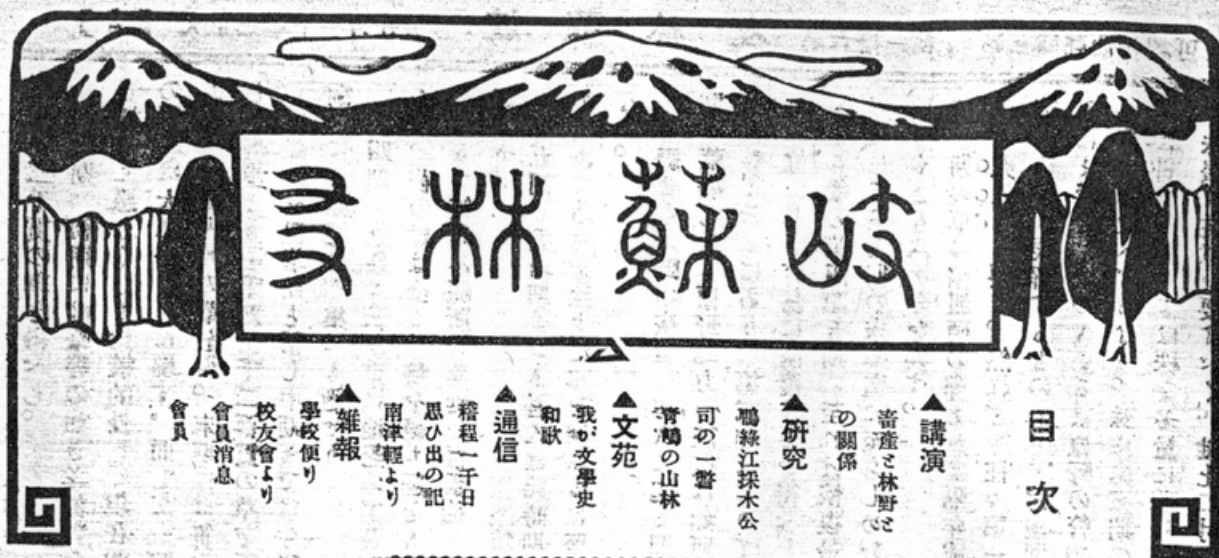 岐蘇林友
目次
▲講演
畜産と林野と
の關係
▲研究
鴨綠江採木公
司の一瞥
青鴨の山林
▲文苑
我が文學史
和歌
▲通信
稽程一千日
思ひ出の記
南津輕より
▲雜報
學校便り
校友會より
會員消息
會員